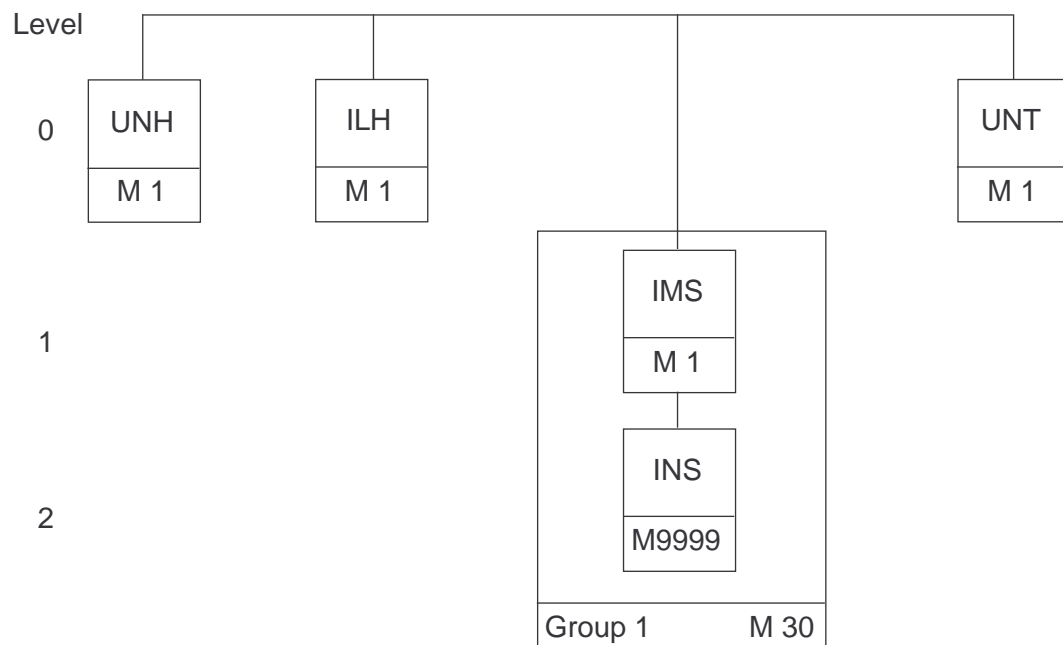 Level
0
UNH
ILH
UNT
M 1
M 1
M 1
1
IMS
M 1
2
INS
M9999
Group 1 M 30